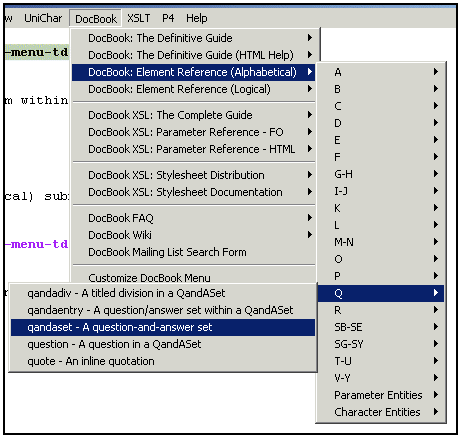 w UniChar DocBook XSLT P4 Help
-menu-td
m within
cal) sub
-menu-td
DocBook: The Definitive Guide
DocBook: The Definitive Guide (HTML Help)
DocBook: Element Reference (Alphabetical)
DocBook: Element Reference (Logical)
DocBook XSL: The Complete Guide
DocBook XSL: Parameter Reference - FO
DocBook XSL: Parameter Reference - HTML
DocBook XSL: Stylesheet Distribution
DocBook XSL: Stylesheet Documentation
DocBook FAQ
DocBook Wiki
DocBook Mailing List Search Form
Customize DocBook Menu
A
B
C
D
E
F
G-H
I-J
K
L
M-N
O
P
Q
R
SB-SE
SG-SY
T-U
V-Y
Parameter Entities
Character Entities
qandadiv - A titled division in a QandASet
qandaentry - A question/answer set within a QandASet
qandaset - A question-and-answer set
question - A question in a QandASet
quote - An inline quotation